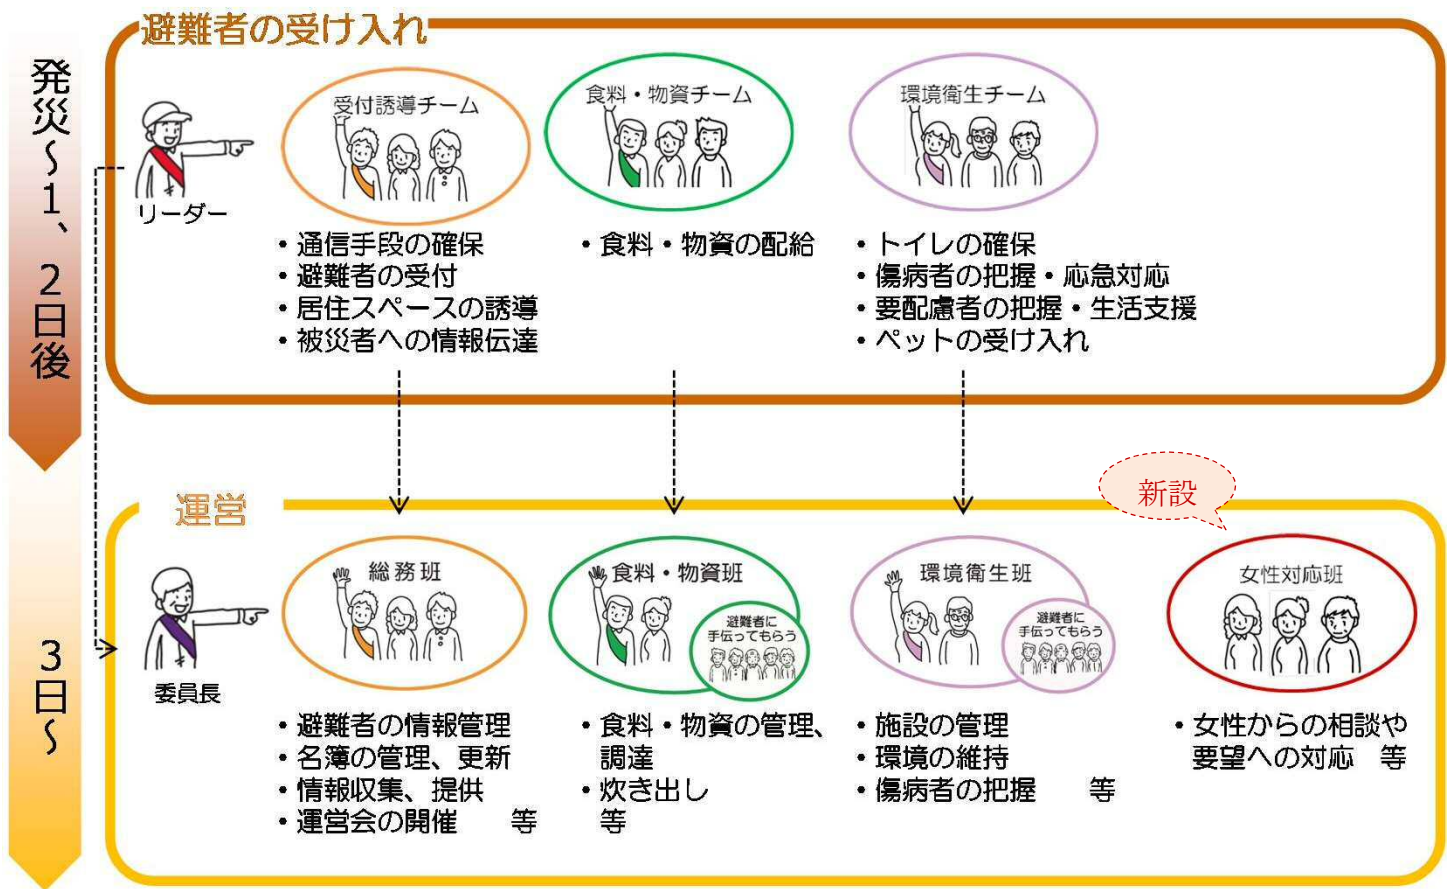 避難者の受け入れ
発災～1、2日後
リーダー
受付誘導チーム
・通信手段の確保
・避難者の受付
・居住スペースの誘導
・被災者への情報伝達
食料・物資チーム
・食料・物資の配給
環境衛生チーム
・トイレの確保
・傷病者の把握・応急対応
・要配慮者の把握・生活支援
・ペットの受け入れ
運営
3日～
委員長
総務班
・避難者の情報管理
・名簿の管理、更新
・情報収集、提供
・運営会の開催　等
食料・物資班
避難者に
手伝ってもらう
・食料・物資の管理、
調達
・炊き出し
等
環境衛生班
避難者に
手伝ってもらう
・施設の管理
・環境の維持
・傷病者の把握　等
新設
女性対応班
・女性からの相談や
要望への対応　等